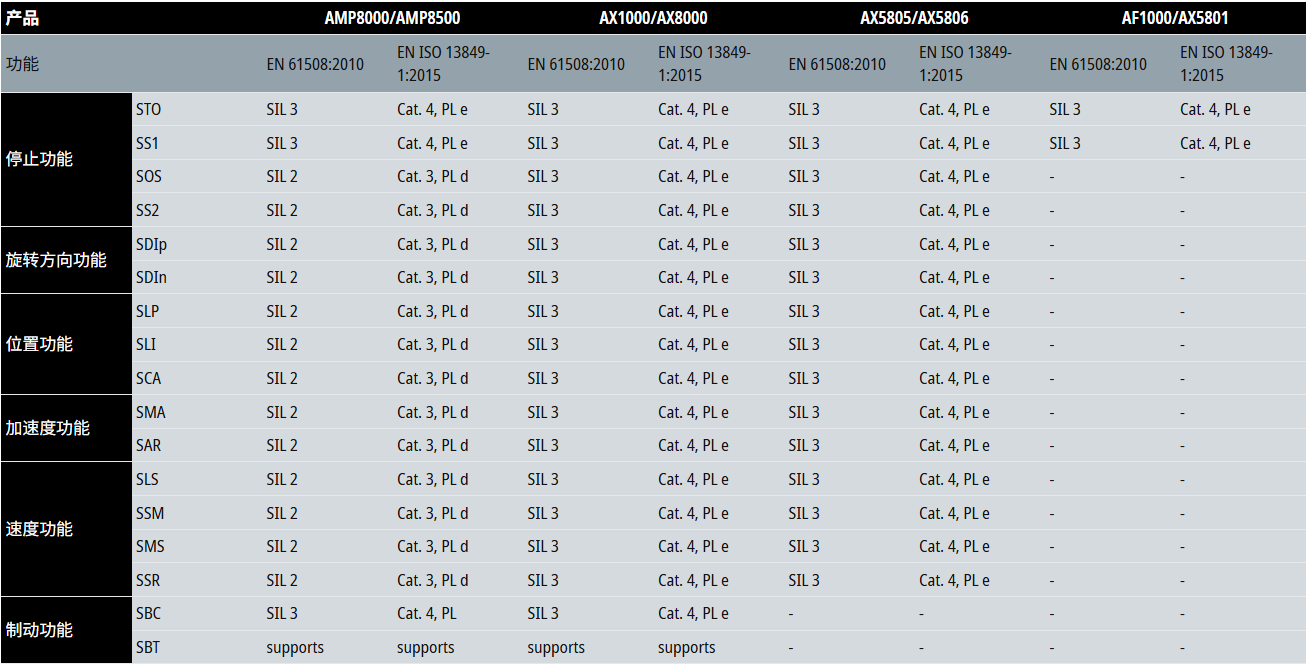 产品 AMP8000/AMP8500 AX1000/AX8000 AX5805/AX5806 AF1000/AX5801
功能 EN 61508:2010 EN ISO 13849-1:2015 EN 61508:2010 EN ISO 13849-1:2015 EN 61508:2010 EN ISO 13849-1:2015 EN 61508:2010 EN ISO 13849-1:2015
停止功能
STO SIL 3 Cat. 4, PL e SIL 3 Cat. 4, PL e SIL 3 Cat. 4, PL e SIL 3 Cat. 4, PL e
SS1 SIL 3 Cat. 4, PL e SIL 3 Cat. 4, PL e SIL 3 Cat. 4, PL e SIL 3 Cat. 4, PL e
SOS SIL 2 Cat. 3, PL d SIL 3 Cat. 4, PL e SIL 3 Cat. 4, PL e - -
SS2 SIL 2 Cat. 3, PL d SIL 3 Cat. 4, PL e SIL 3 Cat. 4, PL e - -
旋转方向功能
SDIp SIL 2 Cat. 3, PL d SIL 3 Cat. 4, PL e SIL 3 Cat. 4, PL e - -
SDIn SIL 2 Cat. 3, PL d SIL 3 Cat. 4, PL e SIL 3 Cat. 4, PL e - -
位置功能
SLP SIL 2 Cat. 3, PL d SIL 3 Cat. 4, PL e SIL 3 Cat. 4, PL e - -
SLI SIL 2 Cat. 3, PL d SIL 3 Cat. 4, PL e SIL 3 Cat. 4, PL e - -
SCA SIL 2 Cat. 3, PL d SIL 3 Cat. 4, PL e SIL 3 Cat. 4, PL e - -
加速度功能
SMA SIL 2 Cat. 3, PL d SIL 3 Cat. 4, PL e SIL 3 Cat. 4, PL e - -
SAR SIL 2 Cat. 3, PL d SIL 3 Cat. 4, PL e SIL 3 Cat. 4, PL e - -
速度功能
SLS SIL 2 Cat. 3, PL d SIL 3 Cat. 4, PL e SIL 3 Cat. 4, PL e - -
SSM SIL 2 Cat. 3, PL d SIL 3 Cat. 4, PL e SIL 3 Cat. 4, PL e - -
SMS SIL 2 Cat. 3, PL d SIL 3 Cat. 4, PL e SIL 3 Cat. 4, PL e - -
SSR SIL 2 Cat. 3, PL d SIL 3 Cat. 4, PL e SIL 3 Cat. 4, PL e - -
制动功能
SBC SIL 3 Cat. 4, PL SIL 3 Cat. 4, PL e - - - -
SBT supports supports supports supports - - - -